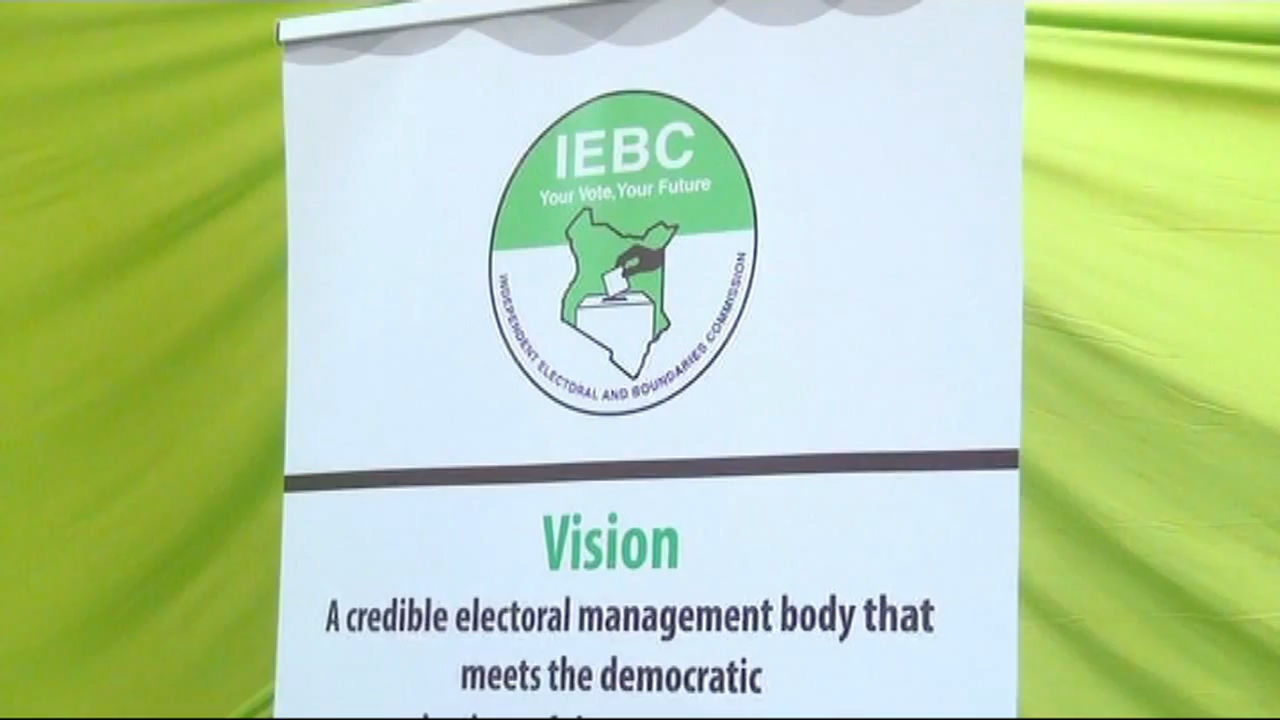 IEBC
Your Vote, Your Future
INDEPENDENT ELECTORAL AND BOUNDARIES COMMISSION
Vision
A credible electoral management body that
meets the democratic